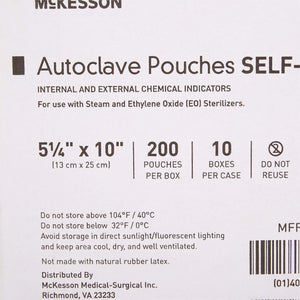 McKESSON
Autoclave Pouches SELF-
INTERNAL AND EXTERNAL CHEMICAL INDICATORS
For use with Steam and Ethylene Oxide (EO) Sterilizers.
5¼" x 10"
(13 cm x 25 cm)
200
POUCHES
PER BOX
10
BOXES
PER CASE
DO NOT
REUSE
Do not store above 104°F / 40°C
Do not store below 32°F / 0°C
Avoid storage in direct sunlight/fluorescent lighting
and keep area cool, dry, and well ventilated.
Not made with natural rubber latex.
MFR
Distributed By
McKesson Medical-Surgical Inc.
Richmond, VA 23233
(01)40